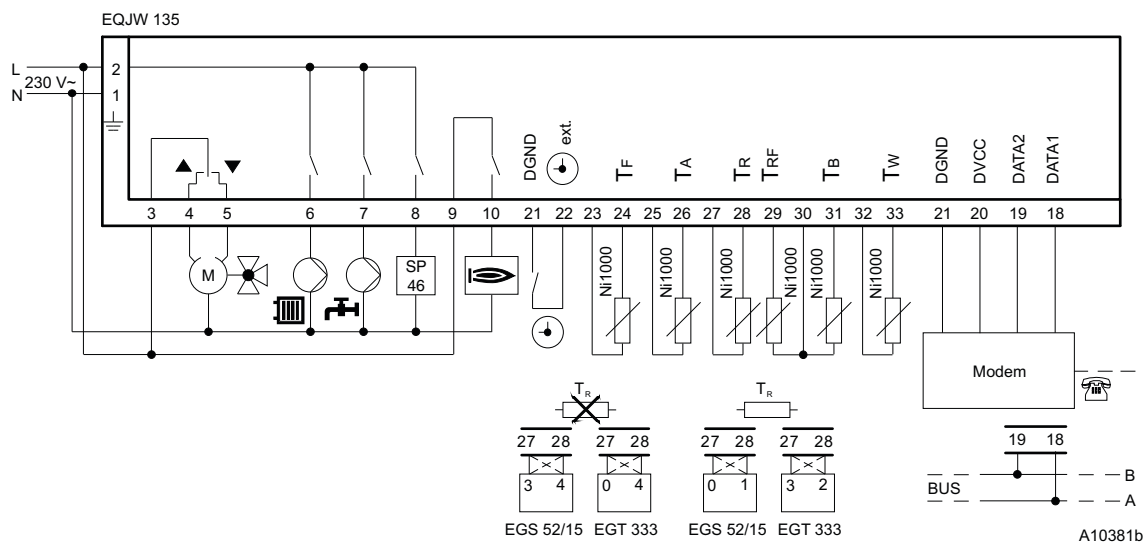 EQJW 135
L
230 V~
N
2
1
DGND
ext.
TF
TA
TR
TRF
TB
TW
DGND
DVCC
DATA2
DATA1
3 4 5 6 7 8 9 10 21 22 23 24 25 26 27 28 29 30 31 32 33 21 20 19 18
M
SP
46
Ni1000
Ni1000
Ni1000
Ni1000
Ni1000
Ni1000
Modem
TR
TR
27 28 27 28 27 28 27 28
3 4 0 4 0 1 3 2
EGS 52/15 EGT 333 EGS 52/15 EGT 333
19 18
BUS
B
A
A10381b